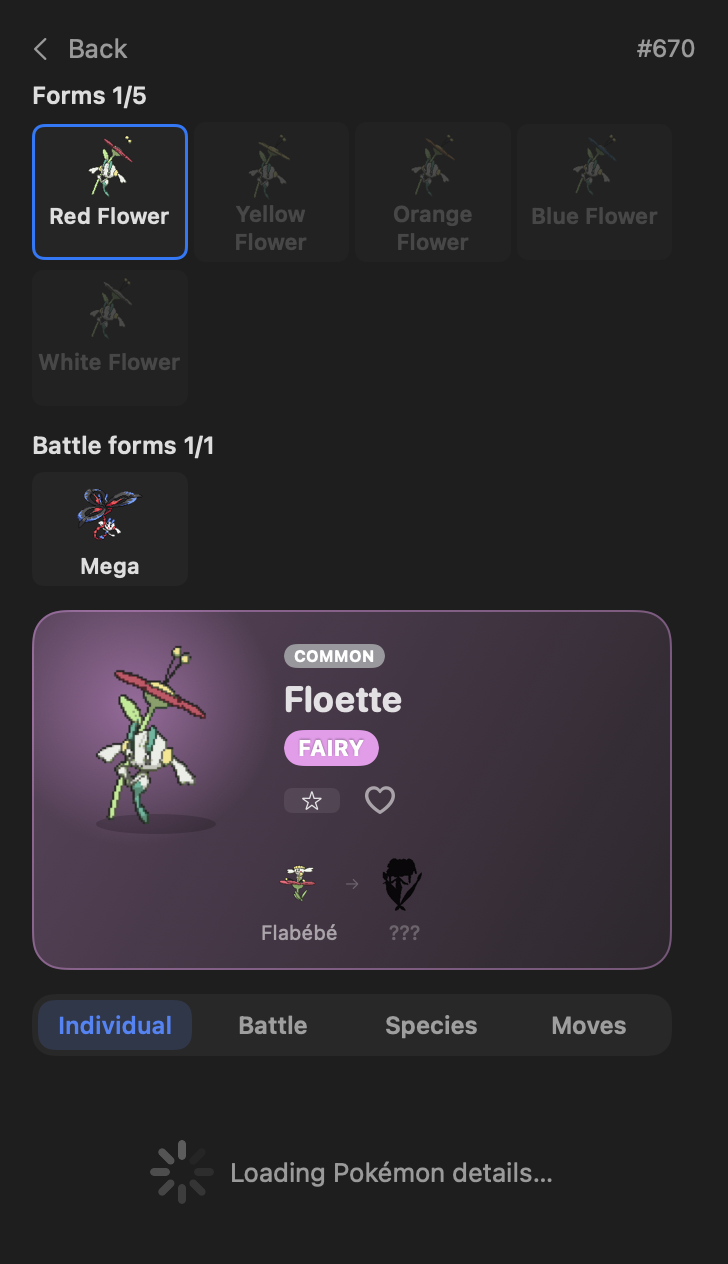 Back
#670
Forms 1/5
Red Flower
Yellow
Flower
Orange
Flower
Blue Flower
White Flower
Battle forms 1/1
Mega
COMMON
Floette
FAIRY
Flabébé
???
Individual
Battle
Species
Moves
Loading Pokémon details...